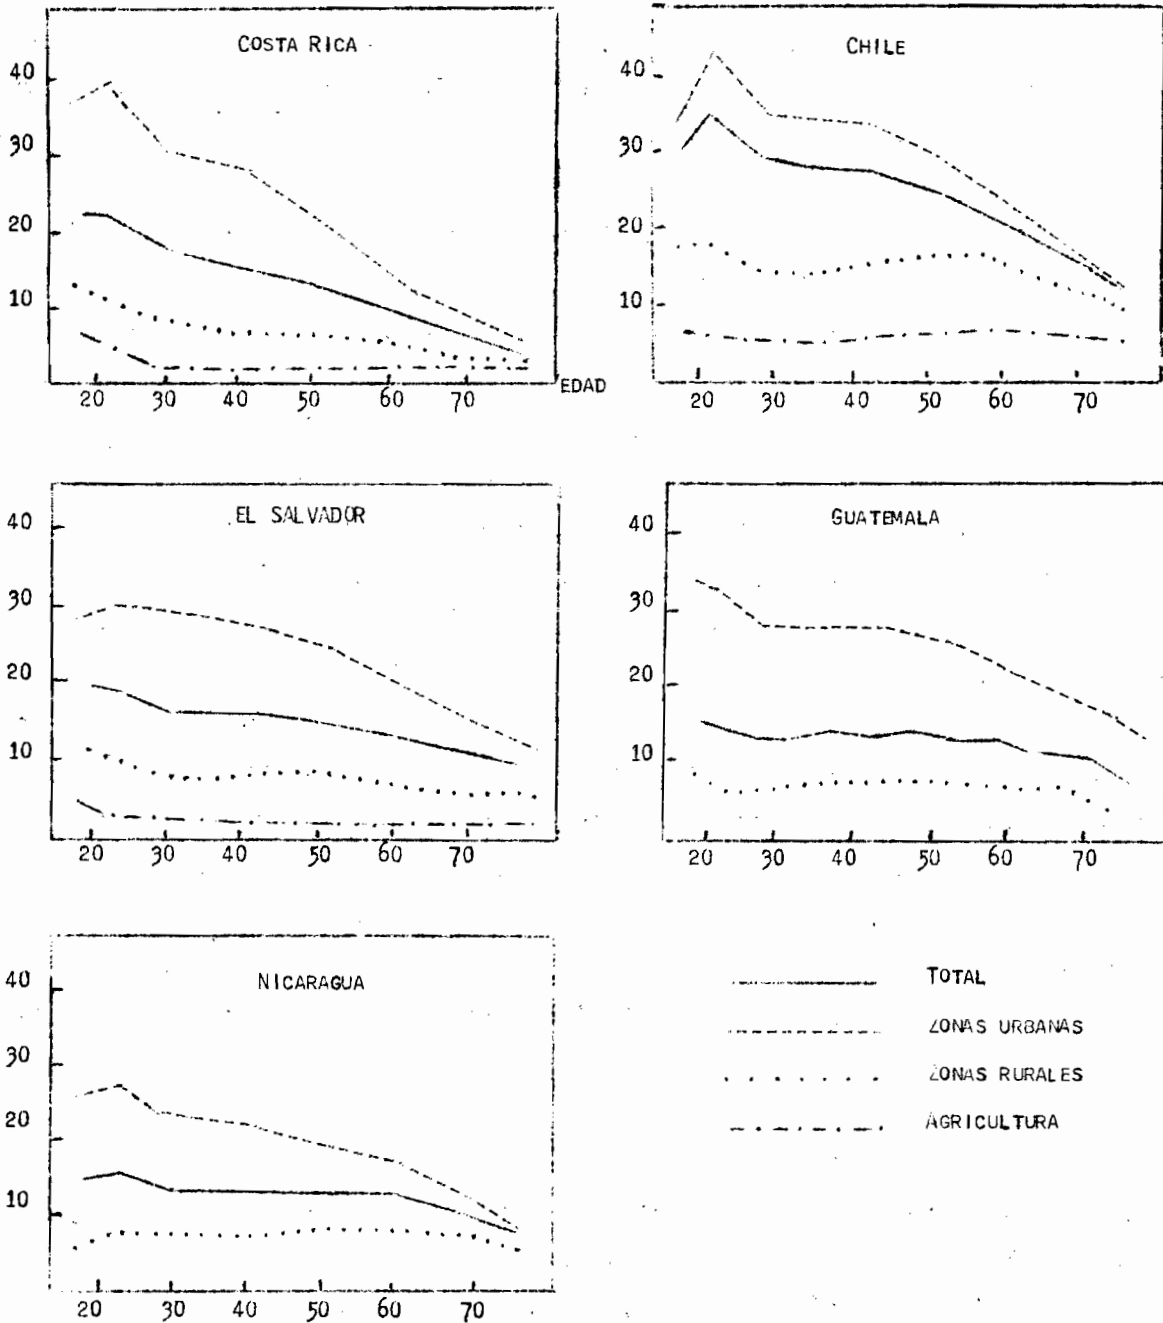 COSTA RICA
40
30
20
10
20 30 40 50 60 70
EDAD
CHILE
40
30
20
10
20 30 40 50 60 70
EL SALVADOR
40
30
20
10
20 30 40 50 60 70
GUATEMALA
40
30
20
10
20 30 40 50 60 70
NICARAGUA
40
30
20
10
20 30 40 50 60 70
TOTAL
ZONAS URBANAS
ZONAS RURALES
AGRICULTURA